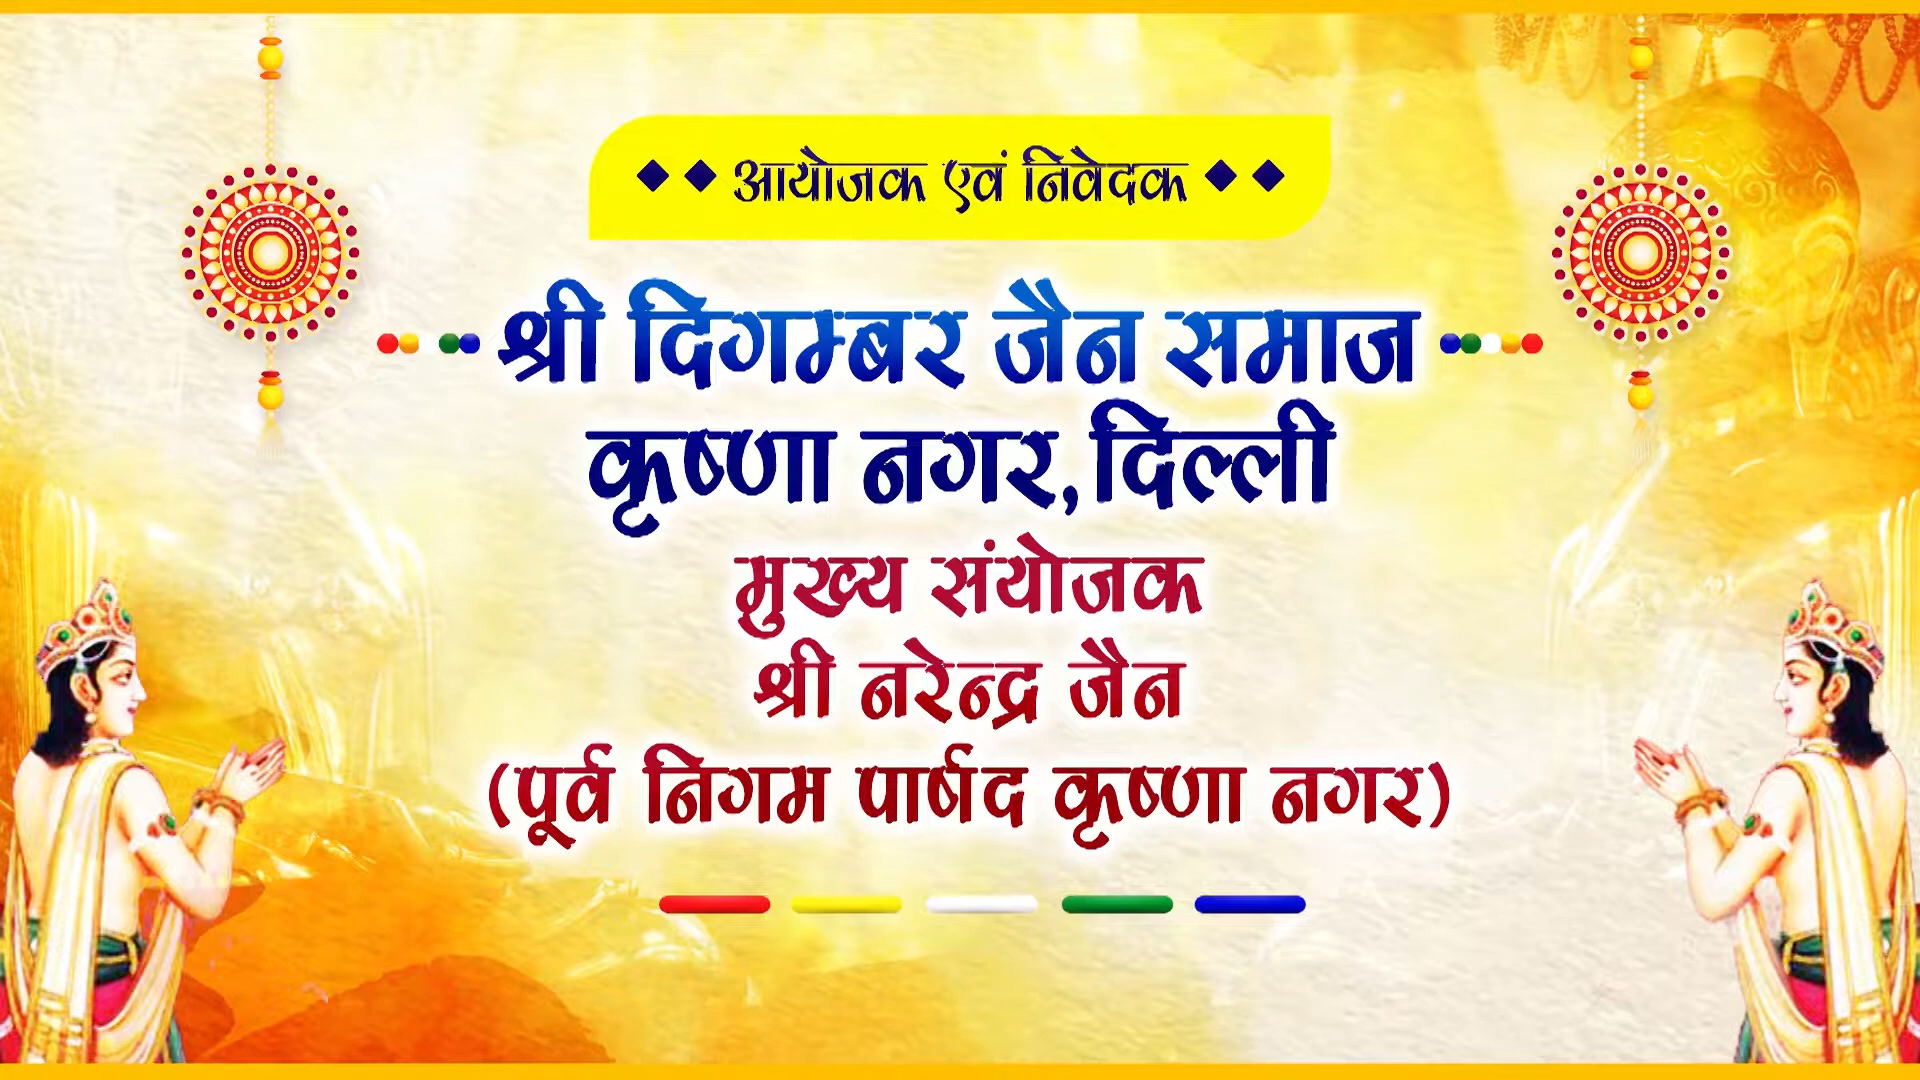 आयोजक एवं निवेदक
श्री दिगम्बर जैन समाज
कृष्णा नगर, दिल्ली
मुख्य संयोजक
श्री नरेन्द्र जैन
(पूर्व निगम पार्षद कृष्णा नगर)